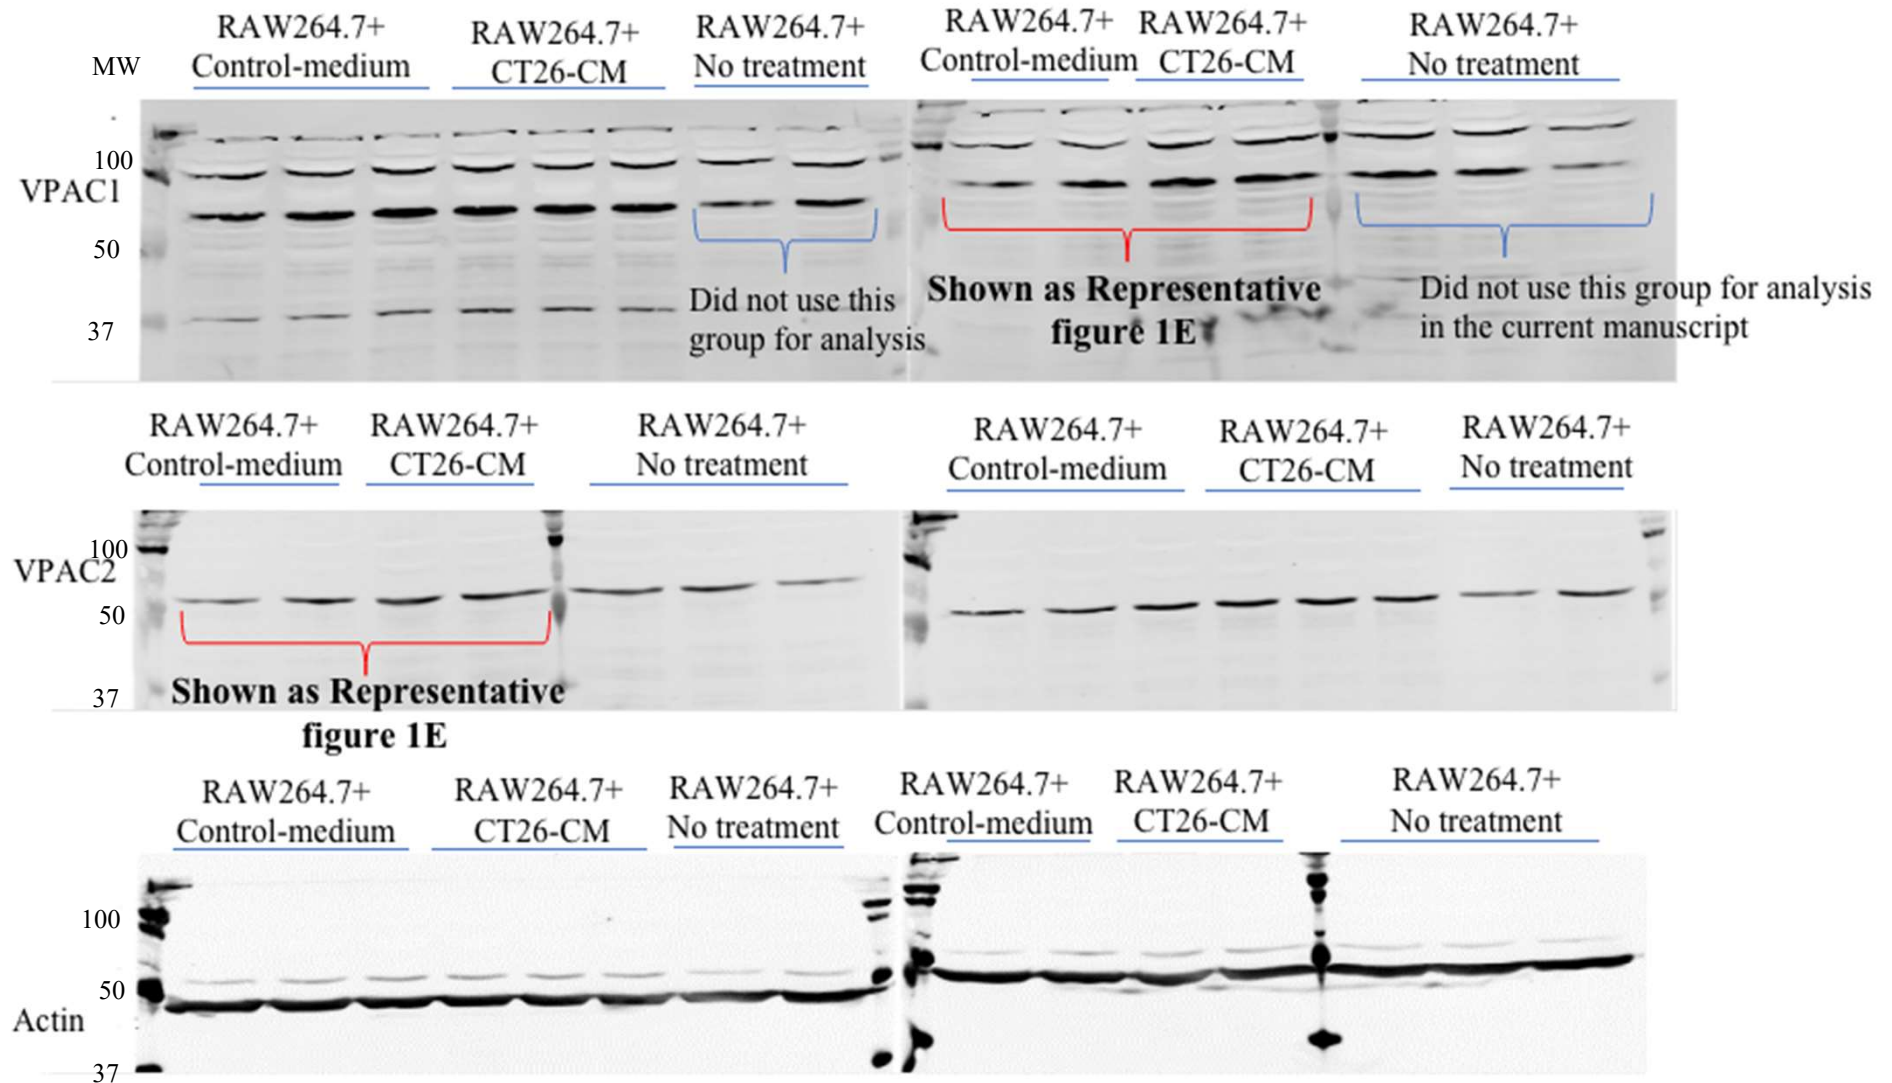 RAW264.7+
Control-medium
RAW264.7+
CT26-CM
RAW264.7+
No treatment
RAW264.7+
Control-medium
RAW264.7+
CT26-CM
RAW264.7+
No treatment
MW
100
VPAC1
50
37
Did not use this
group for analysis
Shown as Representative
figure 1E
Did not use this group for analysis
in the current manuscript
RAW264.7+
Control-medium
RAW264.7+
CT26-CM
RAW264.7+
No treatment
RAW264.7+
Control-medium
RAW264.7+
CT26-CM
RAW264.7+
No treatment
100
VPAC2
50
37
Shown as Representative
figure 1E
RAW264.7+
Control-medium
RAW264.7+
CT26-CM
RAW264.7+
No treatment
RAW264.7+
Control-medium
RAW264.7+
CT26-CM
RAW264.7+
No treatment
100
50
Actin
37